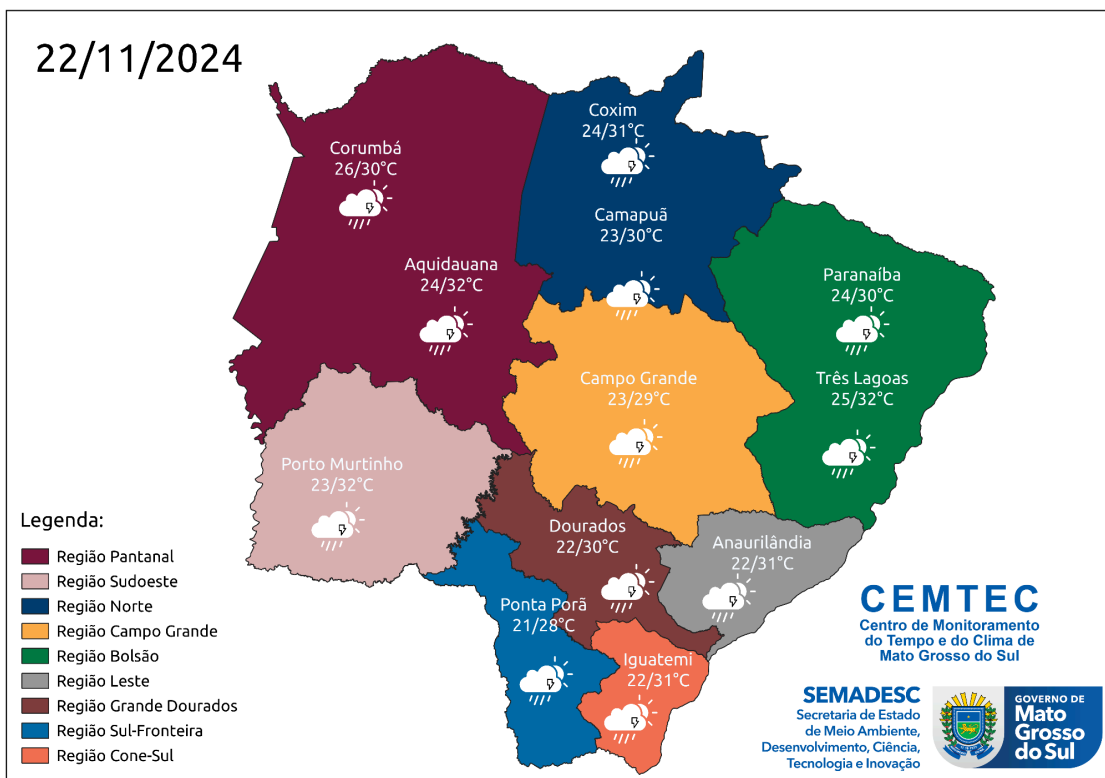 22/11/2024
Coxim
24/31°C
Corumbá
26/30°C
Camapuã
23/30°C
Aquidauana
24/32°C
Paranaíba
24/30°C
Campo Grande
23/29°C
Três Lagoas
25/32°C
Porto Murtinho
23/32°C
Dourados
22/30°C
Anaurilândia
22/31°C
Ponta Porã
21/28°C
Iguatemi
22/31°C
Legenda:
Região Pantanal
Região Sudoeste
Região Norte
Região Campo Grande
Região Bolsão
Região Leste
Região Grande Dourados
Região Sul-Fronteira
Região Cone-Sul
CEMTEC
Centro de Monitoramento
do Tempo e do Clima de
Mato Grosso do Sul
SEMADESC
Secretaria de Estado
de Meio Ambiente,
Desenvolvimento, Ciência,
Tecnologia e Inovação
GOVERNO DE
Mato
Grosso
do Sul